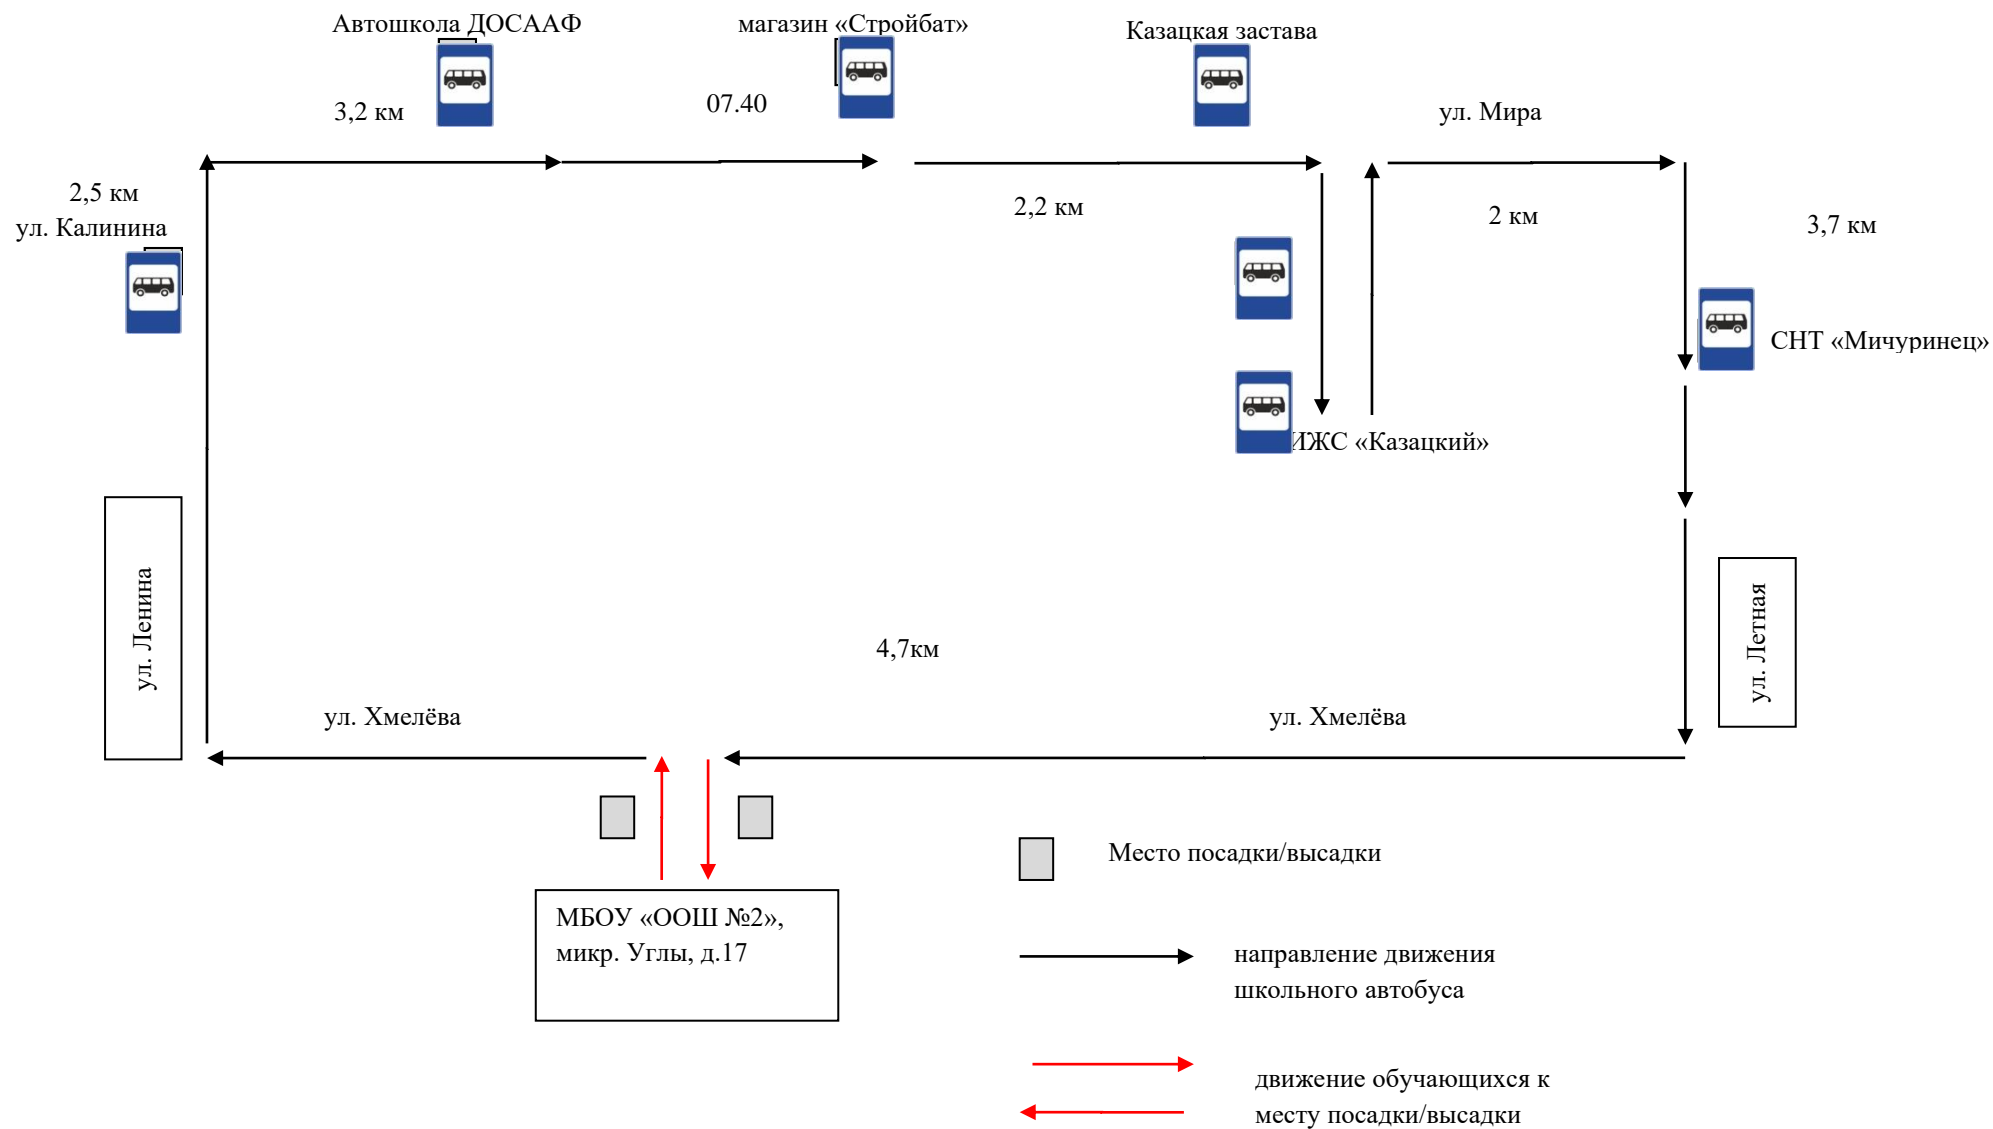 Автошкола ДОСААФ
магазин «Стройбат»
Казацкая застава
3,2 км
07.40
ул. Мира
2,5 км
ул. Калинина
2,2 км
2 км
3,7 км
СНТ «Мичуринец»
ИЖС «Казацкий»
ул. Ленина
ул. Летная
4,7км
ул. Хмелёва
ул. Хмелёва
Место посадки/высадки
МБОУ «ООШ №2»,
микр. Углы, д.17
направление движения
школьного автобуса
движение обучающихся к
месту посадки/высадки